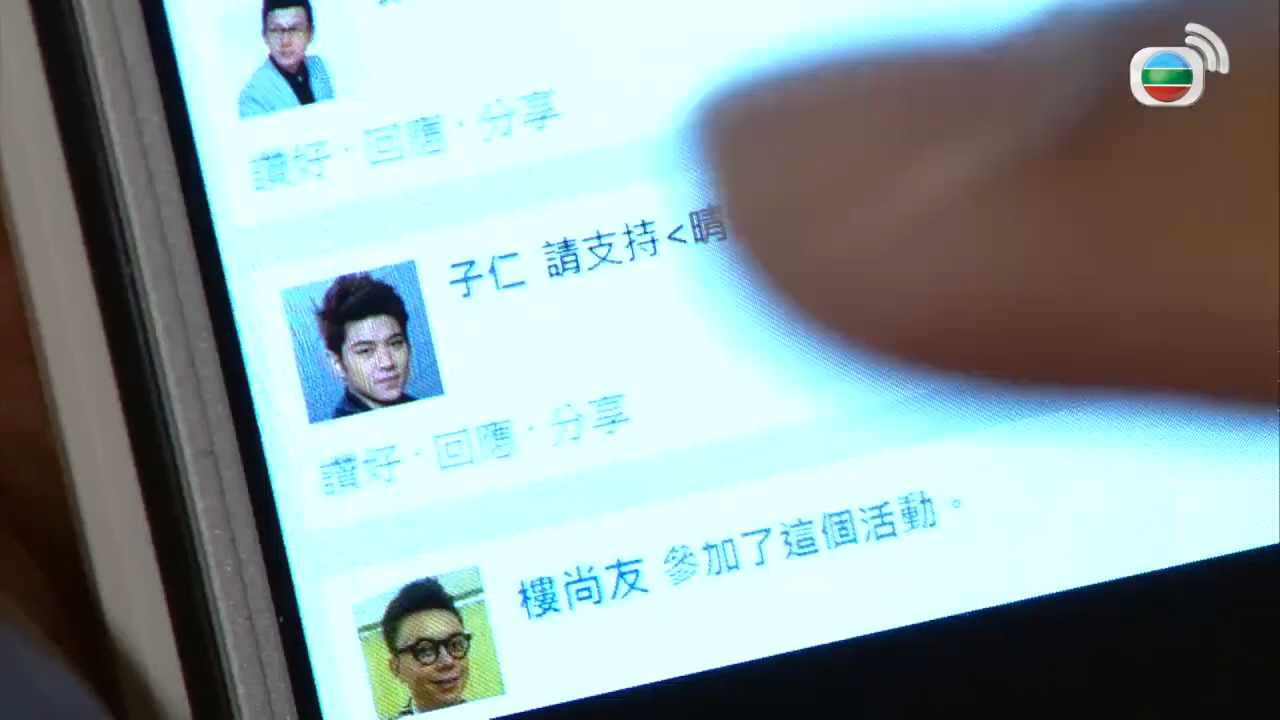 讚好 · 回應 · 分享
子仁 請支持<晴
讚好 · 回應 · 分享
樓尚友 參加了這個活動。